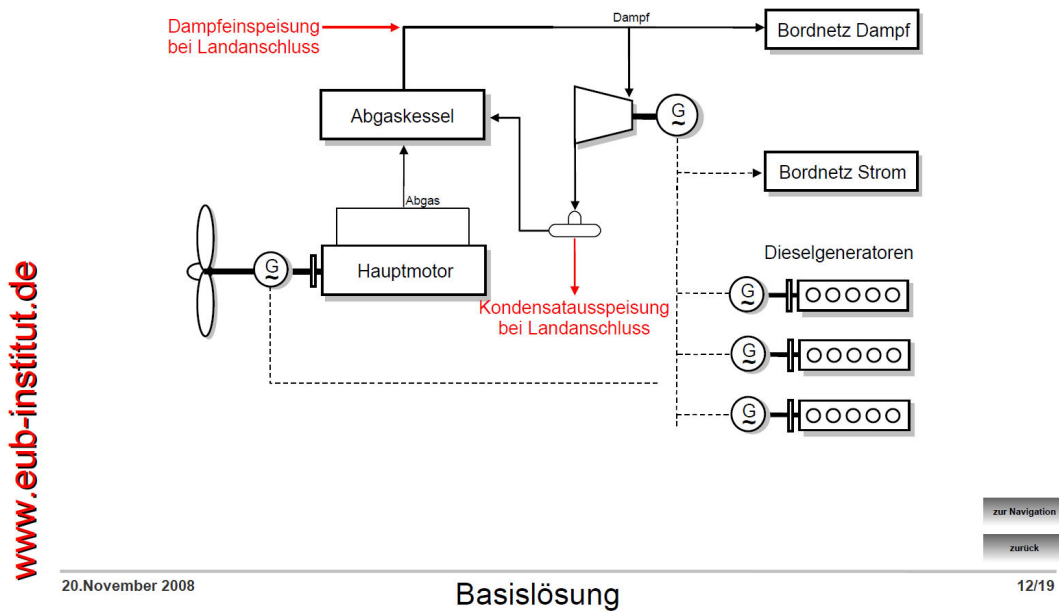 Dampfeinspeisung
bei Landanschluss
Dampf
Bordnetz Dampf
Abgaskessel
G
~
Bordnetz Strom
Abgas
G
~
Hauptmotor
Dieselgeneratoren
G
~
Kondensatausspeisung
bei Landanschluss
G
~
G
~
www.eub-institut.de
zur Navigation
zurück
20.November 2008
Basislösung
12/19